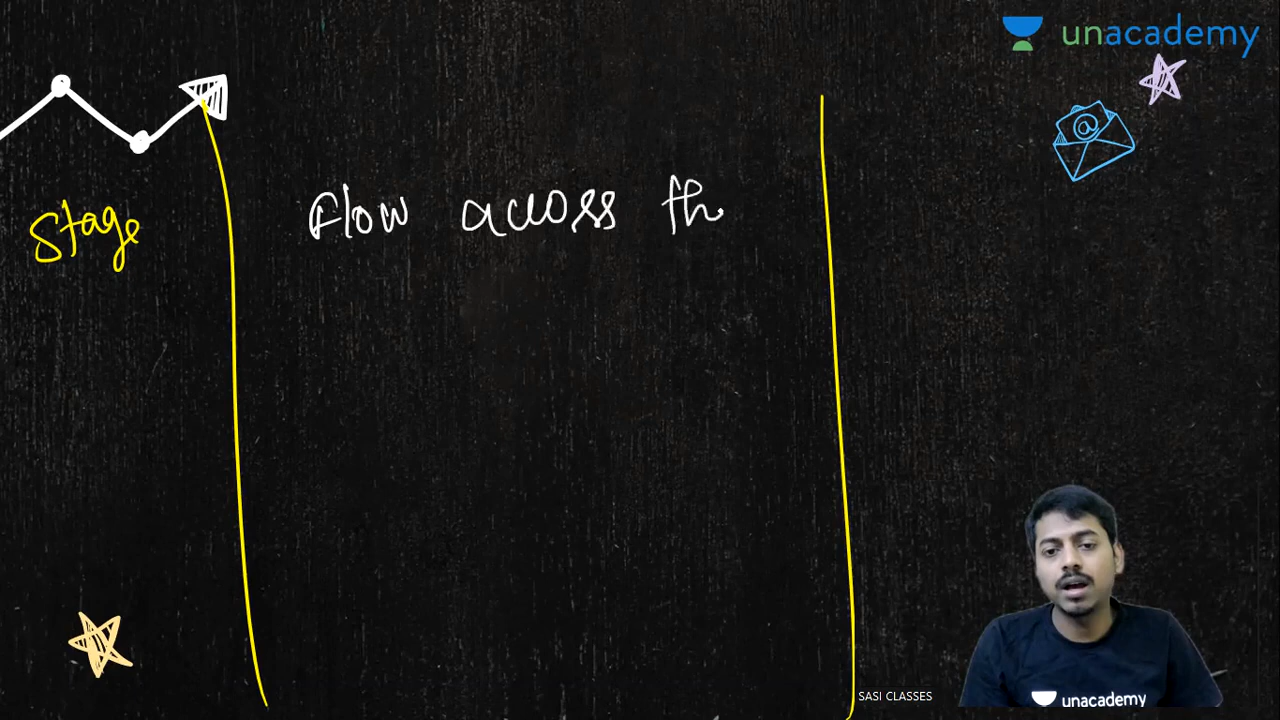 unacademy
@
Stage
Flow across th
SASI CLASSES
unacademy